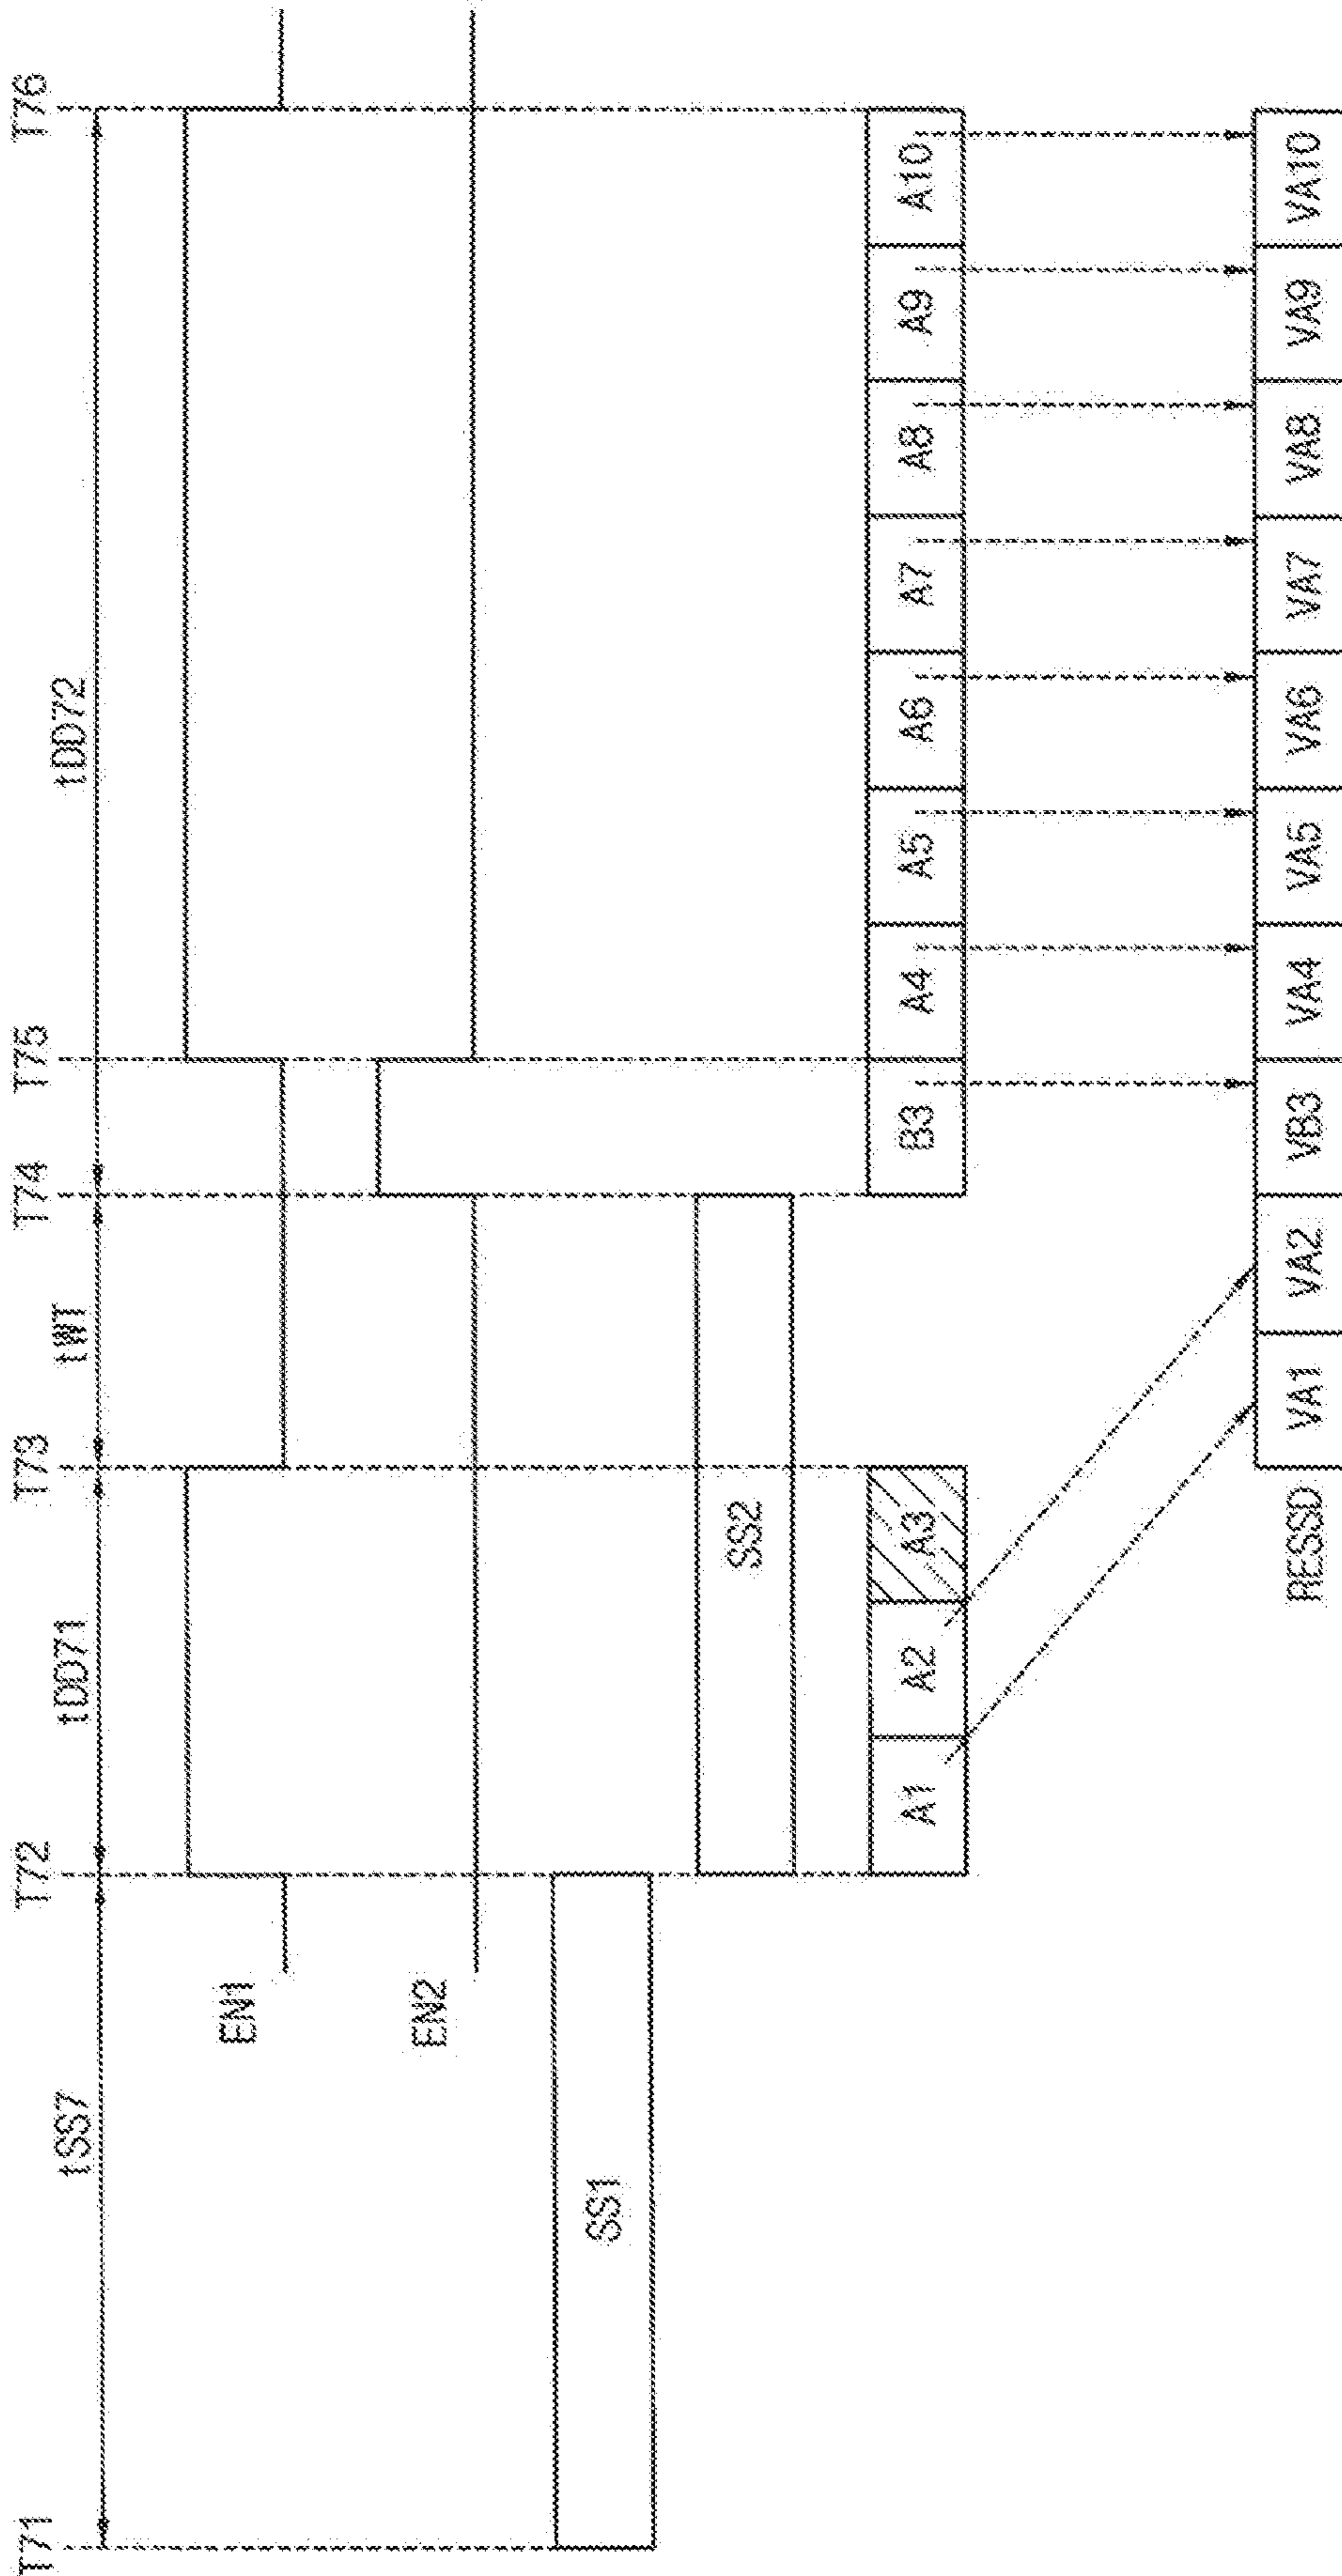 T71 T72 T73 T74 T75 T76
tSS7 tDD71 tWT tDD72
EN1
EN2
SS1
SS2
A1 A2 A3 B3 A4 A5 A6 A7 A8 A9 A10
RESSD VA1 VA2 VB3 VA4 VA5 VA6 VA7 VA8 VA9 VA10